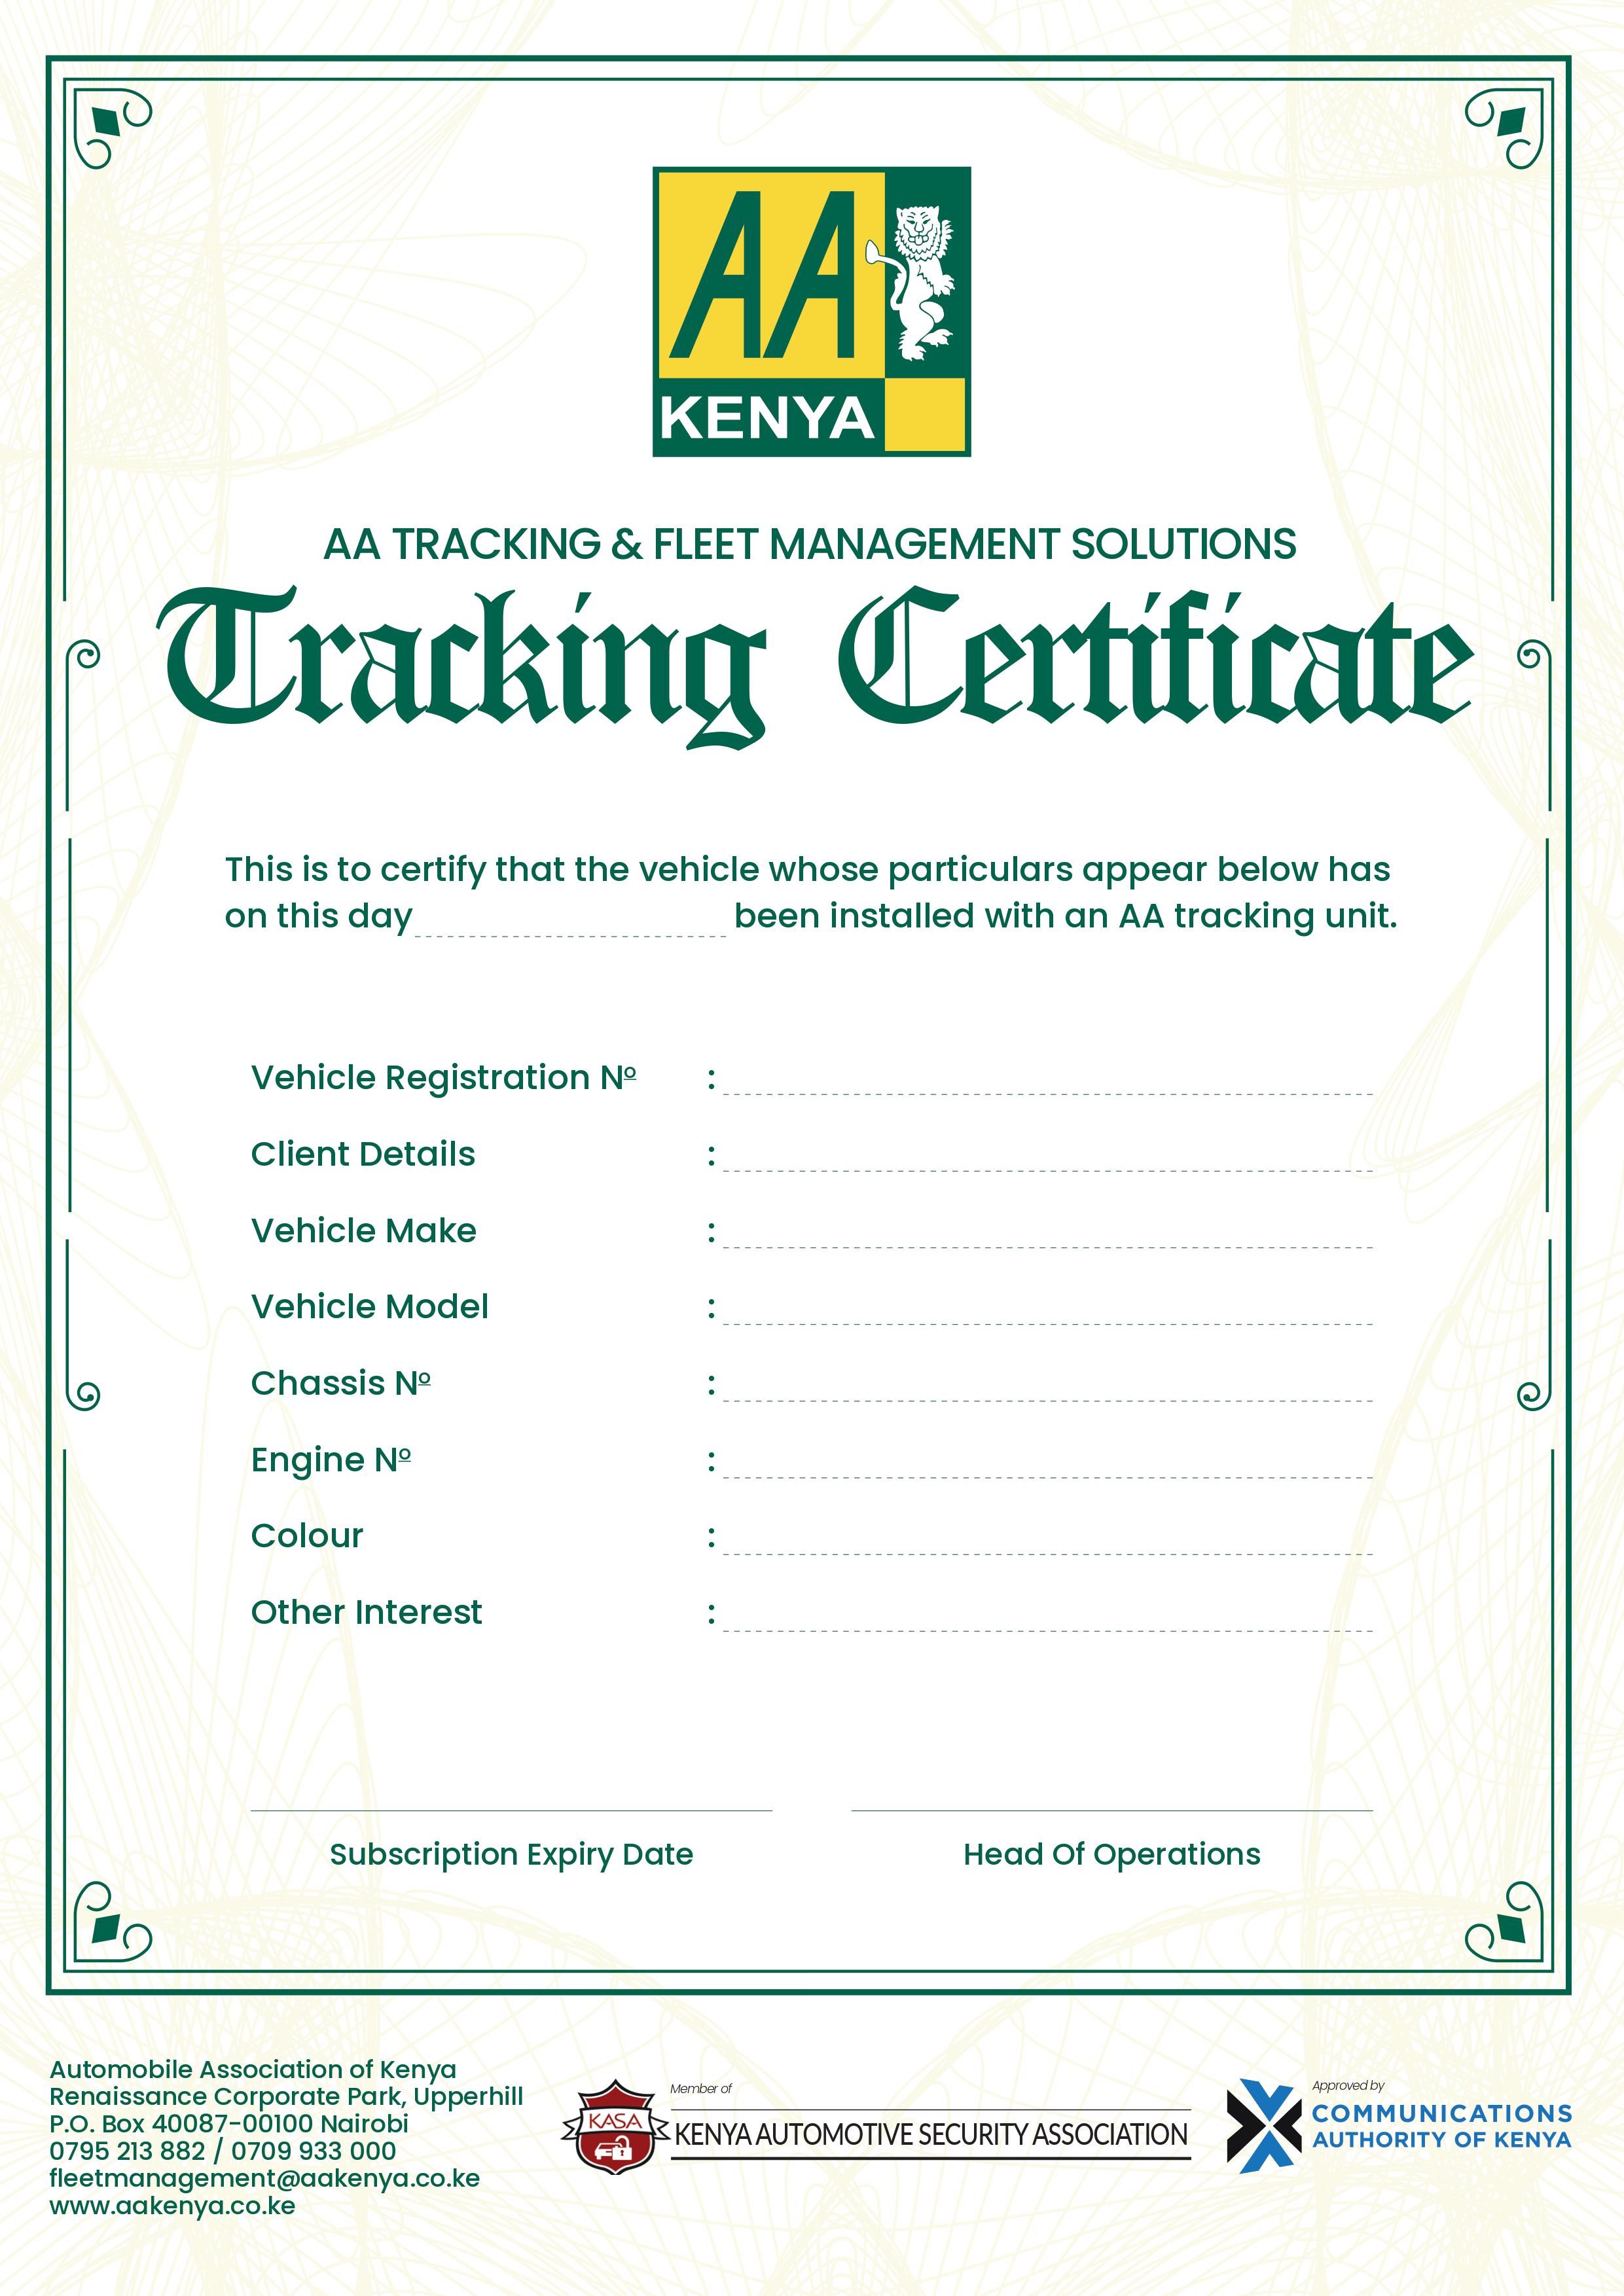 AA
KENYA
AA TRACKING & FLEET MANAGEMENT SOLUTIONS
Tracking Certificate
This is to certify that the vehicle whose particulars appear below has
on this day been installed with an AA tracking unit.
Vehicle Registration Nº :
Client Details :
Vehicle Make :
Vehicle Model :
Chassis Nº :
Engine Nº :
Colour :
Other Interest :
Subscription Expiry Date
Head Of Operations
Automobile Association of Kenya
Renaissance Corporate Park, Upperhill
P.O. Box 40087-00100 Nairobi
0795 213 882 / 0709 933 000
fleetmanagement@aakenya.co.ke
www.aakenya.co.ke
KASA
Member of
KENYA AUTOMOTIVE SECURITY ASSOCIATION
Approved by
COMMUNICATIONS
AUTHORITY OF KENYA